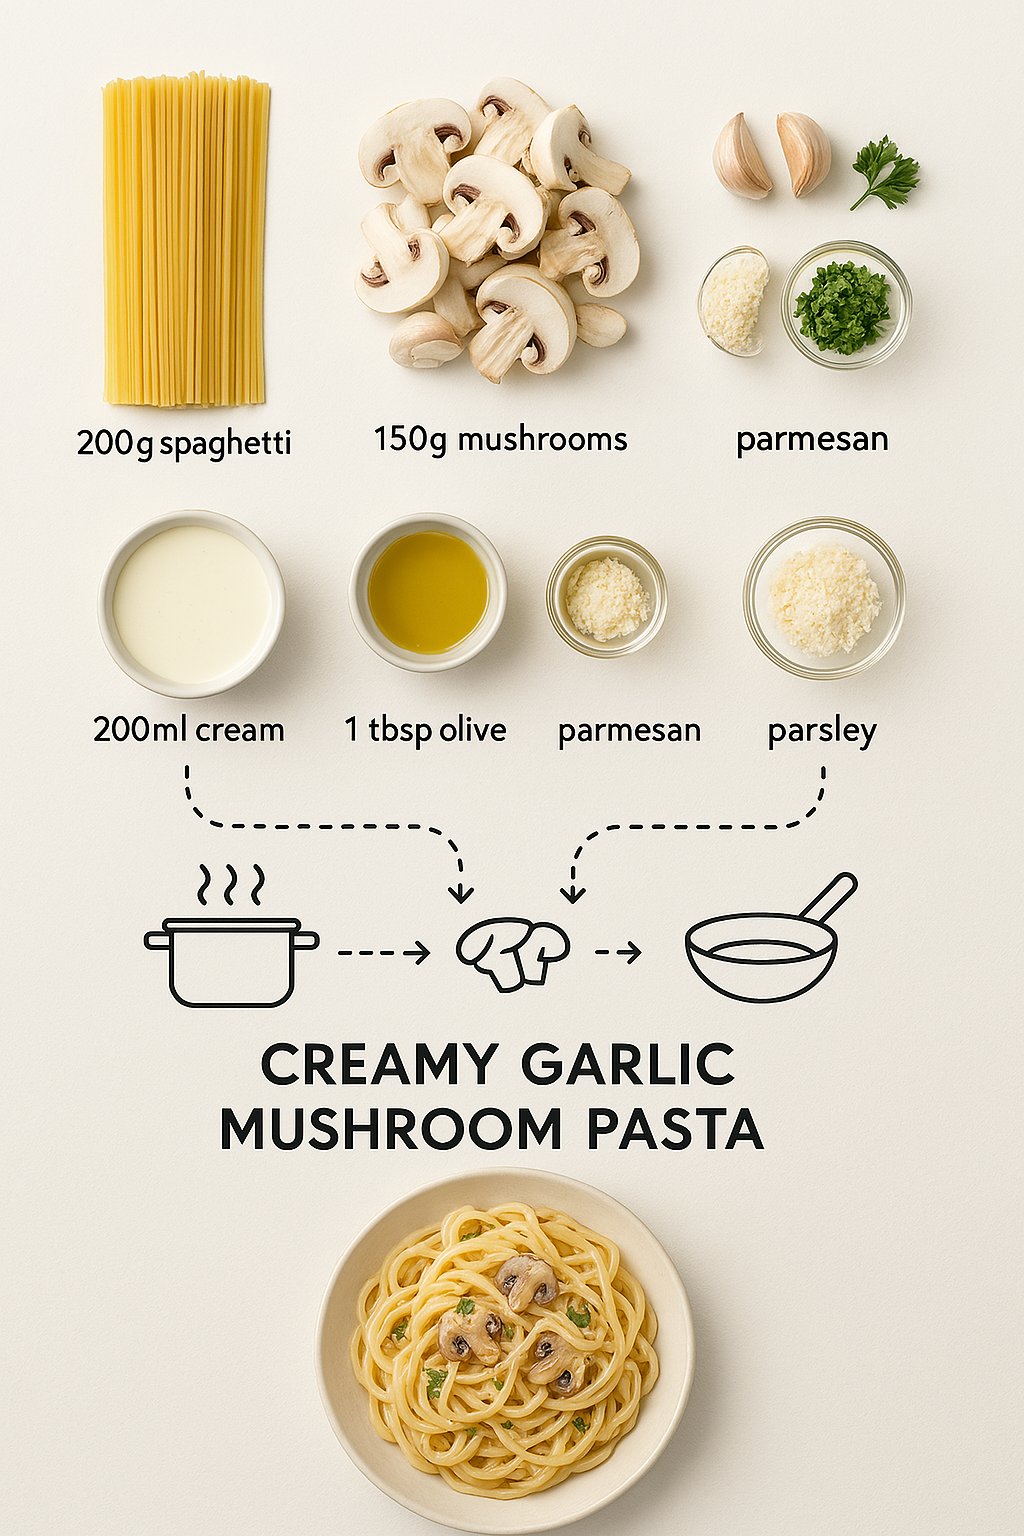 200g spaghetti
150g mushrooms
parmesan
200ml cream
1 tbsp olive
parmesan
parsley
CREAMY GARLIC
MUSHROOM PASTA